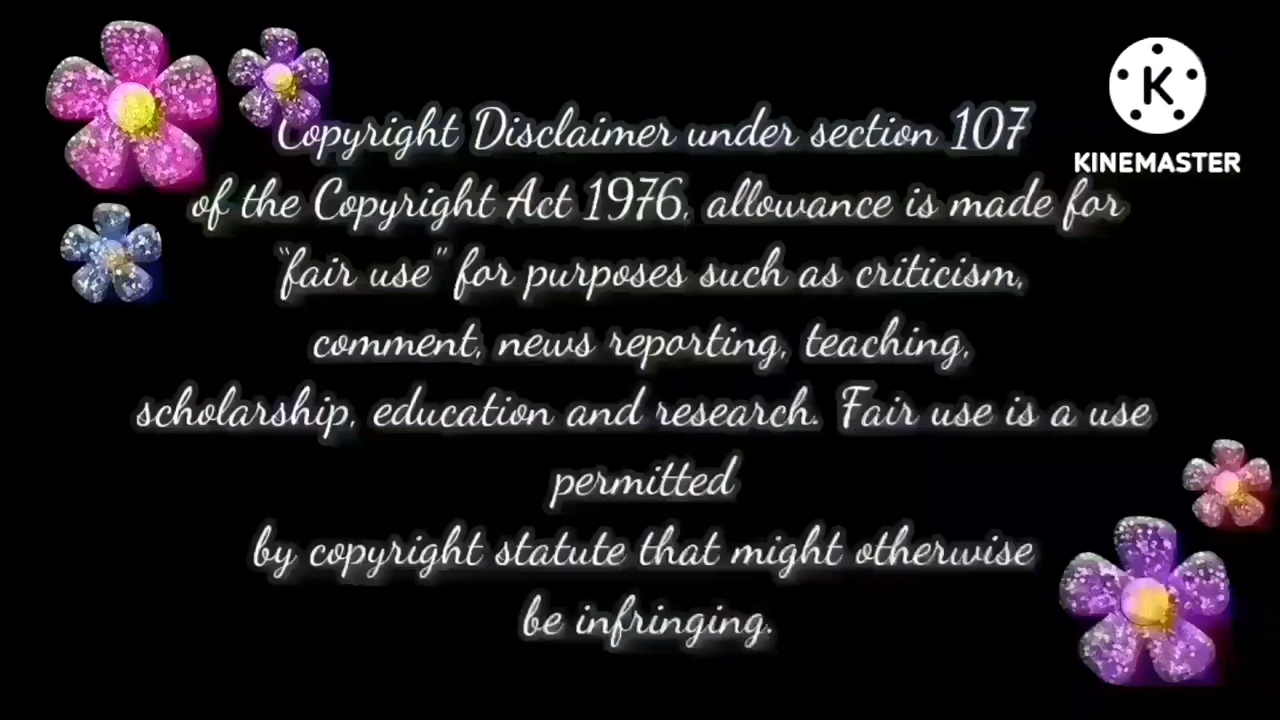 Copyright Disclaimer under section 107
of the Copyright Act 1976, allowance is made for
"fair use" for purposes such as criticism,
comment, news reporting, teaching,
scholarship, education and research. Fair use is a use
permitted
by copyright statute that might otherwise
be infringing.
K
KINEMASTER